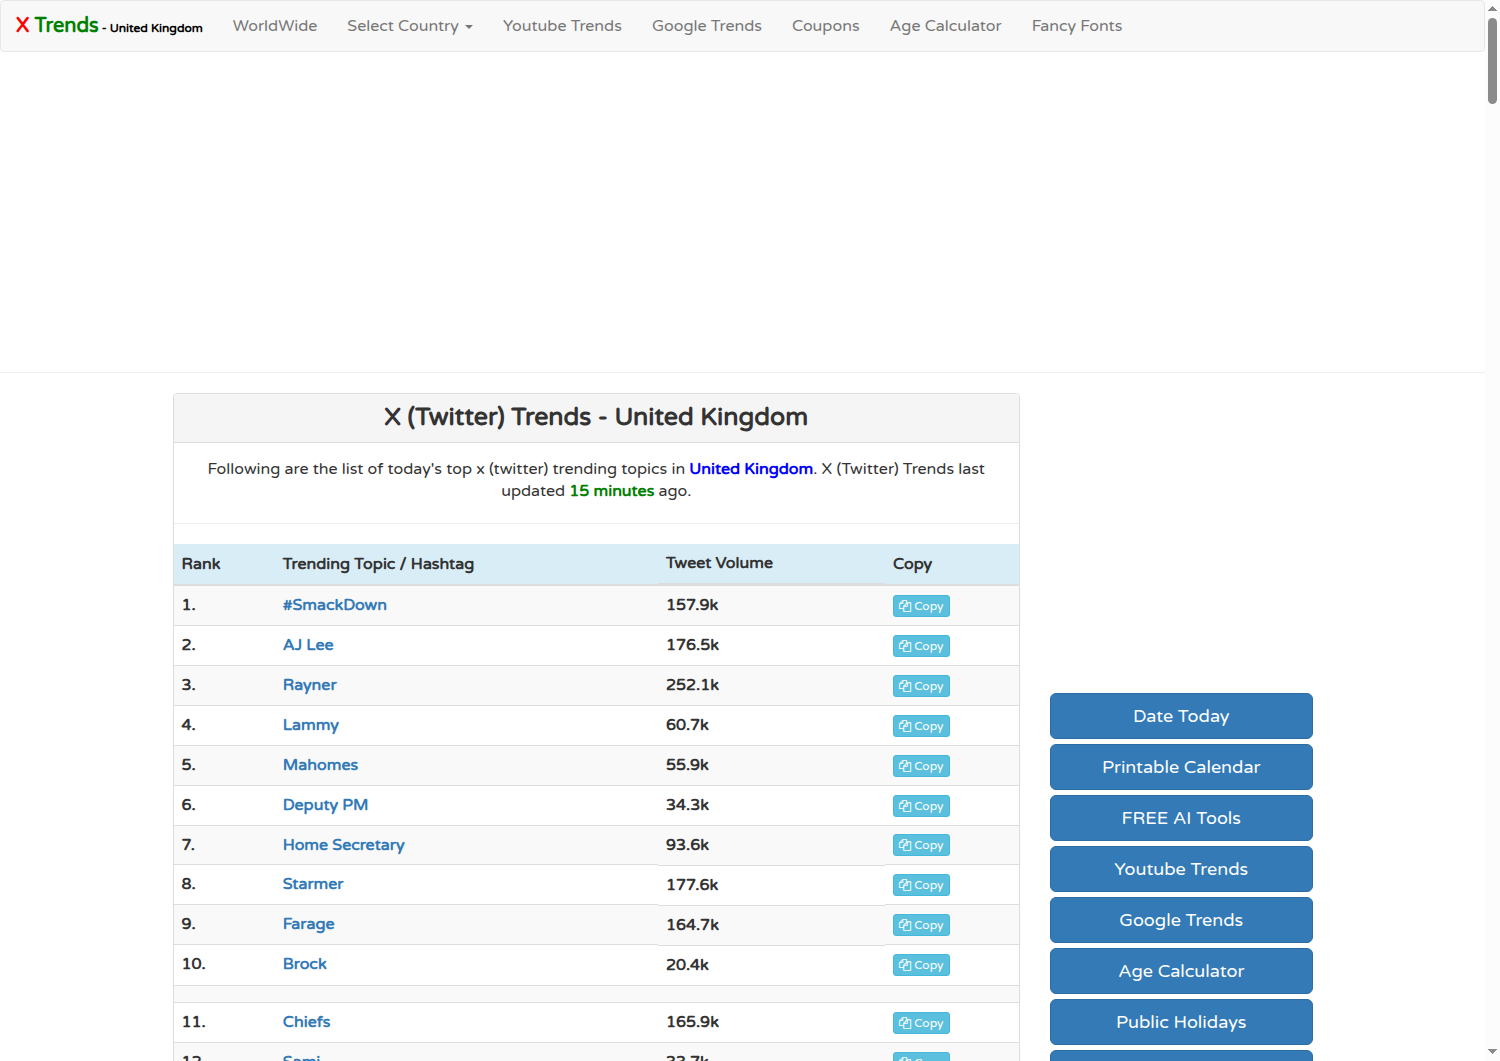 X Trends - United Kingdom WorldWide Select Country Youtube Trends Google Trends Coupons Age Calculator Fancy Fonts
X (Twitter) Trends - United Kingdom
Following are the list of today's top x (twitter) trending topics in United Kingdom. X (Twitter) Trends last
updated 15 minutes ago.
Rank Trending Topic / Hashtag Tweet Volume Copy
1. #SmackDown 157.9k Copy
2. AJ Lee 176.5k Copy
3. Rayner 252.1k Copy
4. Lammy 60.7k Copy
5. Mahomes 55.9k Copy
6. Deputy PM 34.3k Copy
7. Home Secretary 93.6k Copy
8. Starmer 177.6k Copy
9. Farage 164.7k Copy
10. Brock 20.4k Copy
11. Chiefs 165.9k Copy
Date Today
Printable Calendar
FREE AI Tools
Youtube Trends
Google Trends
Age Calculator
Public Holidays